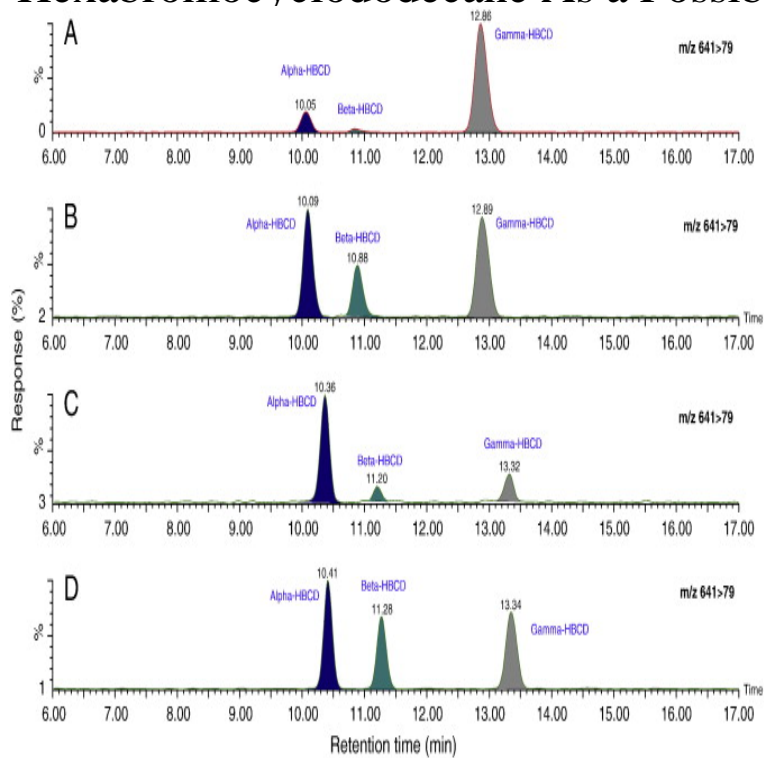 As a
A
12.86
Gamma-HBCD
m/z 641>79
Alpha-HBCD
10.05
Beta-HBCD
%
0
6.00 7.00 8.00 9.00 10.00 11.00 12.00 13.00 14.00 15.00 16.00 17.00
B
10.09
12.89
Alpha-HBCD
Gamma-HBCD
m/z 641>79
Beta-HBCD
10.88
%
2
Time
6.00 7.00 8.00 9.00 10.00 11.00 12.00 13.00 14.00 15.00 16.00 17.00
Response (%)
C
10.36
Alpha-HBCD
m/z 641>79
Gamma-HBCD
Beta-HBCD
13.32
11.20
%
3
6.00 7.00 8.00 9.00 10.00 11.00 12.00 13.00 14.00 15.00 16.00 17.00
D
10.41
Beta-HBCD
Alpha-HBCD
m/z 641>79
13.34
11.28
Gamma-HBCD
%
1
Time
6.00 7.00 8.00 9.00 10.00 11.00 12.00 13.00 14.00 15.00 16.00 17.00
Retention time (min)